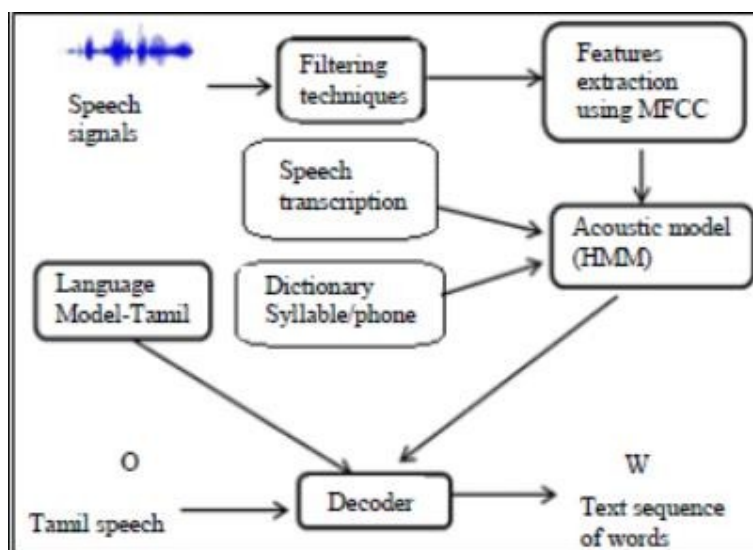 Speech
signals
Filtering
techniques
Features
extraction
using MFCC
Speech
transcription
Acoustic model
(HMM)
Language
Model-Tamil
Dictionary
Syllable/phone
O
Tamil speech
Decoder
W
Text sequence
of words